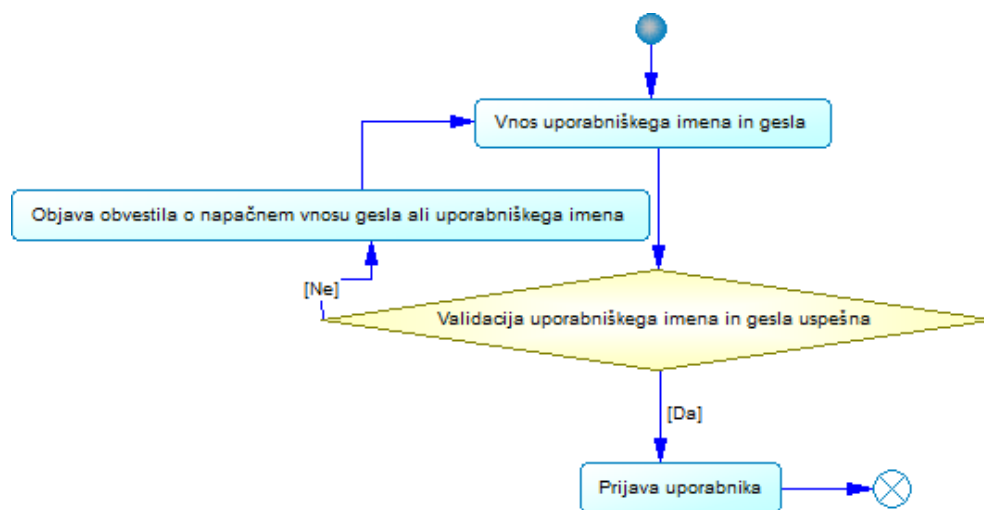 Vnos uporabniškega imena in gesla
Objava obvestila o napačnem vnosu gesla ali uporabniškega imena
[Ne]
Validacija uporabniškega imena in gesla uspešna
[Da]
Prijava uporabnika